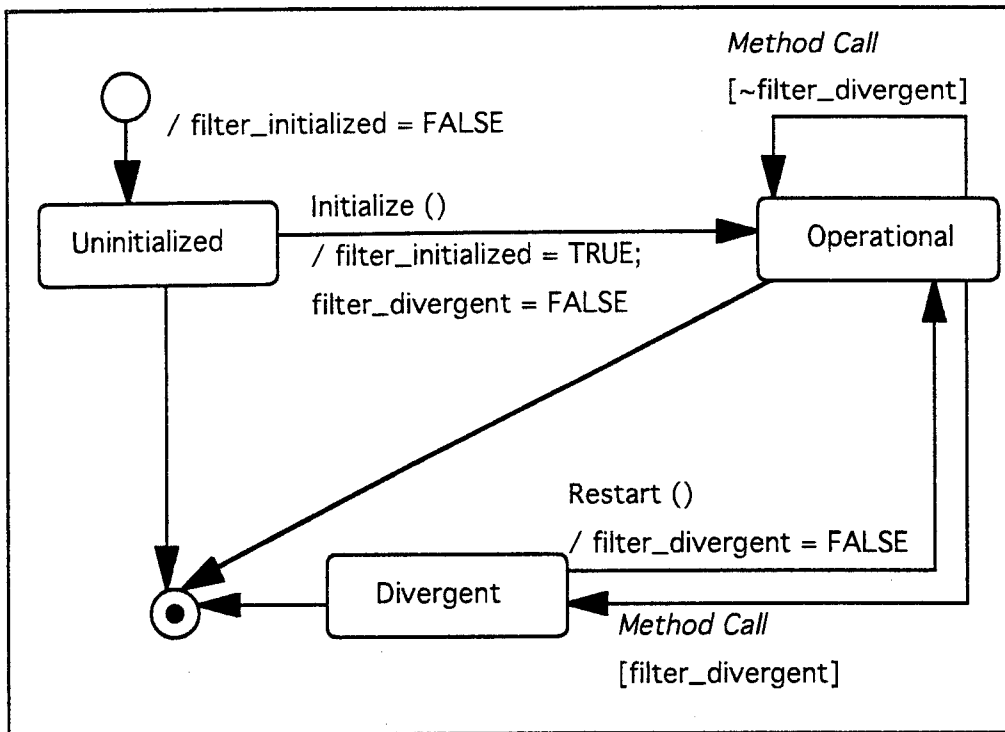 Method Call
[~filter_divergent]
/ filter_initialized = FALSE
Uninitialized
Initialize ()
/ filter_initialized = TRUE;
filter_divergent = FALSE
Operational
Restart ()
/ filter_divergent = FALSE
Divergent
Method Call
[filter_divergent]